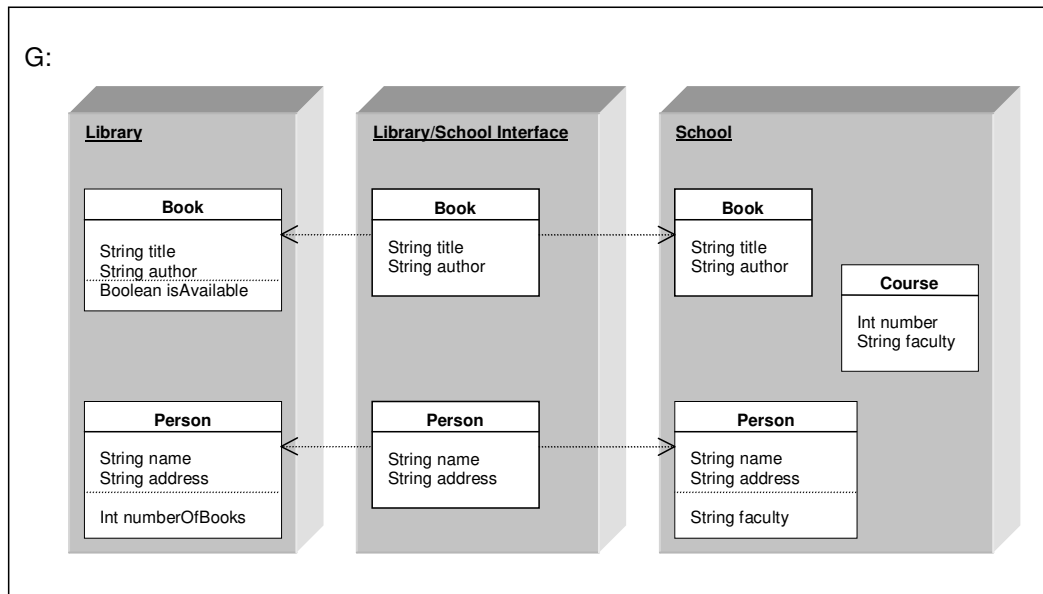 G:
Library
Book
String title
String author
Boolean isAvailable
Person
String name
String address
Int numberOfBooks
Library/School Interface
Book
String title
String author
Person
String name
String address
School
Book
String title
String author
Course
Int number
String faculty
Person
String name
String address
String faculty